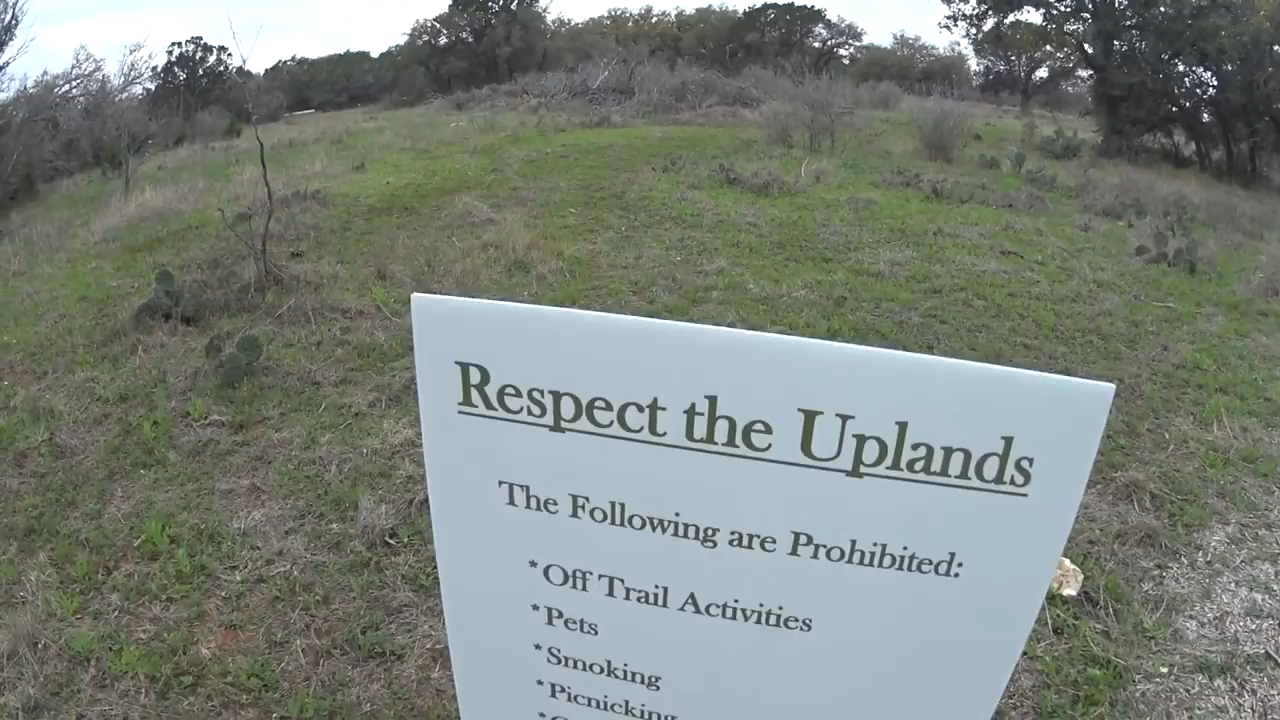 Respect the Uplands
The Following are Prohibited:
*Off Trail Activities
*Pets
*Smoking
*Picnicking